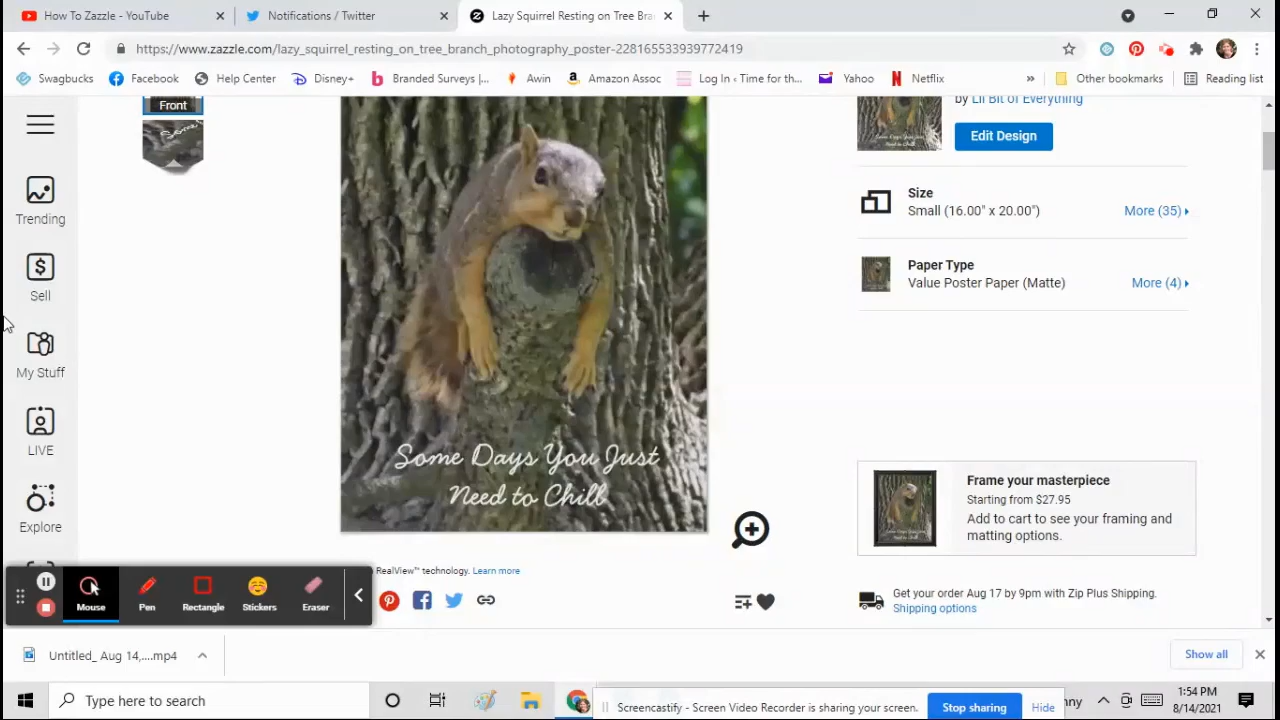 How To Zazzle - YouTube
Notifications / Twitter
Lazy Squirrel Resting on Tree Bra
https://www.zazzle.com/lazy_squirrel_resting_on_tree_branch_photography_poster-228165533939772419
Swagbucks
Facebook
Help Center
Disney+
Branded Surveys |...
Awin
Amazon Assoc
Log In ‹ Time for th...
Yahoo
Netflix
»
Other bookmarks
Reading list
Front
Trending
Sell
My Stuff
LIVE
Explore
Some Days You Just
Need to Chill
by Lil Bit of Everything
Edit Design
Size
Small (16.00" x 20.00")
More (35)
Paper Type
Value Poster Paper (Matte)
More (4)
Frame your masterpiece
Starting from $27.95
Add to cart to see your framing and
matting options.
RealView™ technology. Learn more
Get your order Aug 17 by 9pm with Zip Plus Shipping.
Shipping options
Mouse
Pen
Rectangle
Stickers
Eraser
Untitled_ Aug 14,....mp4
Show all
Type here to search
Screencastify - Screen Video Recorder is sharing your screen.
Stop sharing
Hide
nny
1:54 PM
8/14/2021